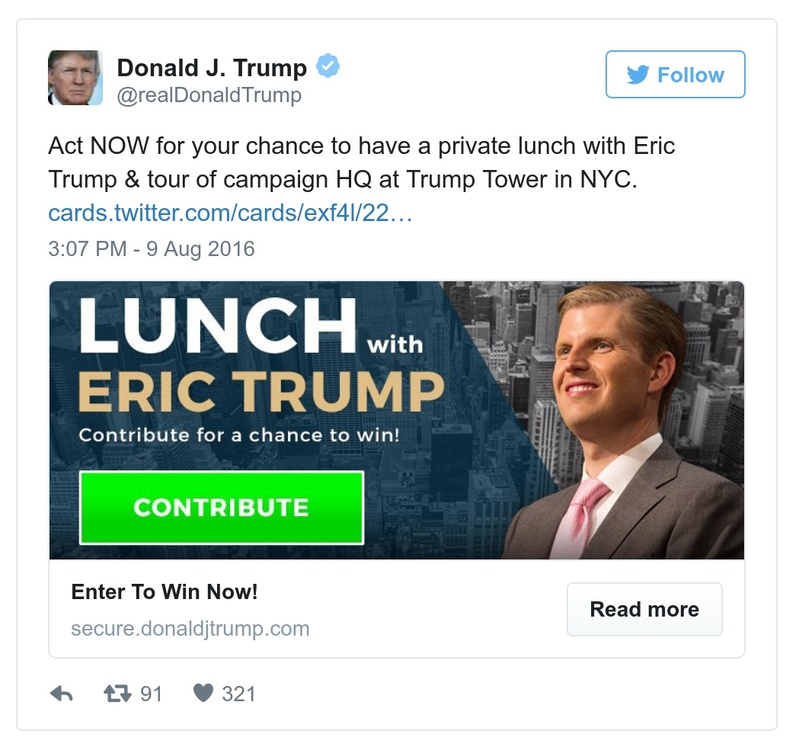 Donald J. Trump
@realDonaldTrump
Follow
Act NOW for your chance to have a private lunch with Eric
Trump & tour of campaign HQ at Trump Tower in NYC.
cards.twitter.com/cards/exf4l/22…
3:07 PM - 9 Aug 2016
LUNCH with
ERIC TRUMP
Contribute for a chance to win!
CONTRIBUTE
Enter To Win Now!
secure.donaldjtrump.com
Read more
91
321